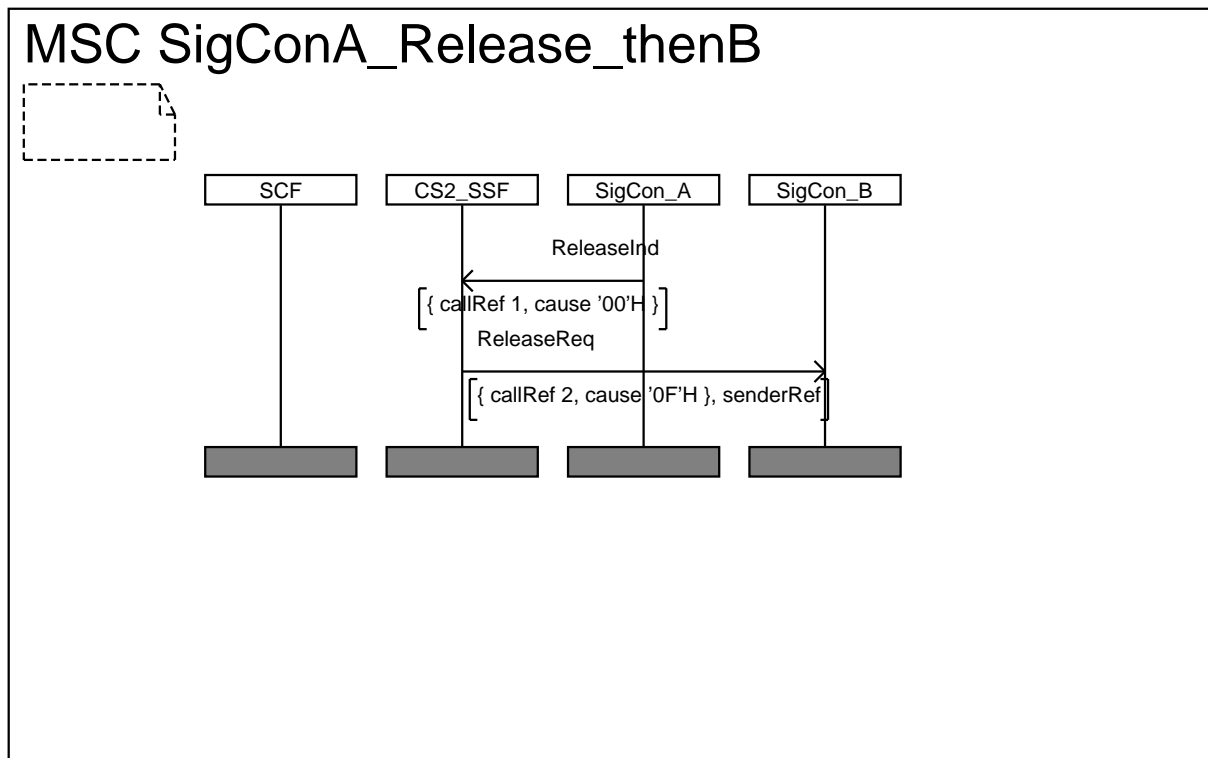 MSC SigConA_Release_thenB
SCF
CS2_SSF
SigCon_A
SigCon_B
ReleaseInd
{ callRef 1, cause '00'H }
ReleaseReq
{ callRef 2, cause '0F'H }, senderRef